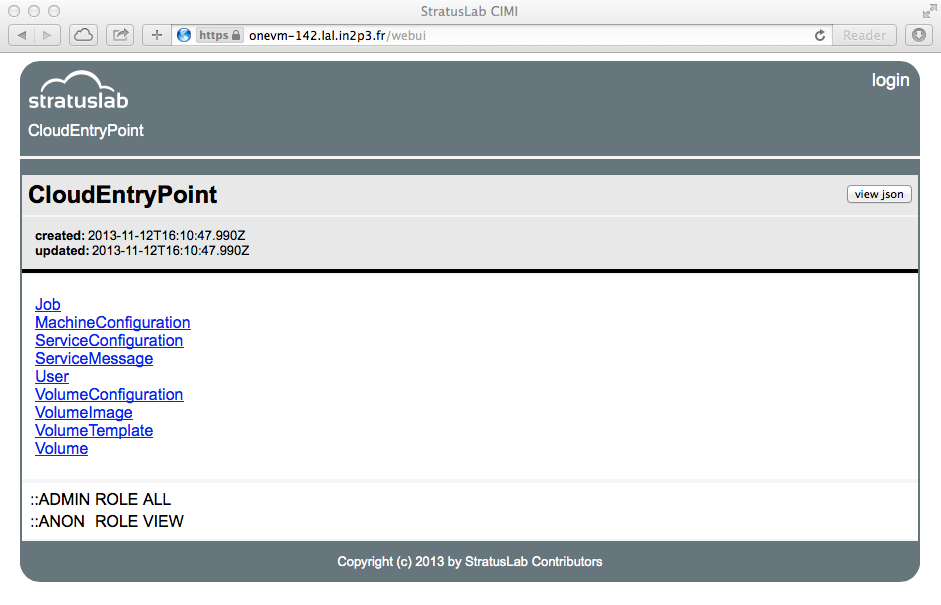 StratusLab CIMI
https onevm-142.lal.in2p3.fr/webui Reader
login
stratuslab
CloudEntryPoint
CloudEntryPoint
view json
created: 2013-11-12T16:10:47.990Z
updated: 2013-11-12T16:10:47.990Z
Job
MachineConfiguration
ServiceConfiguration
ServiceMessage
User
VolumeConfiguration
VolumeImage
VolumeTemplate
Volume
::ADMIN ROLE ALL
::ANON ROLE VIEW
Copyright (c) 2013 by StratusLab Contributors